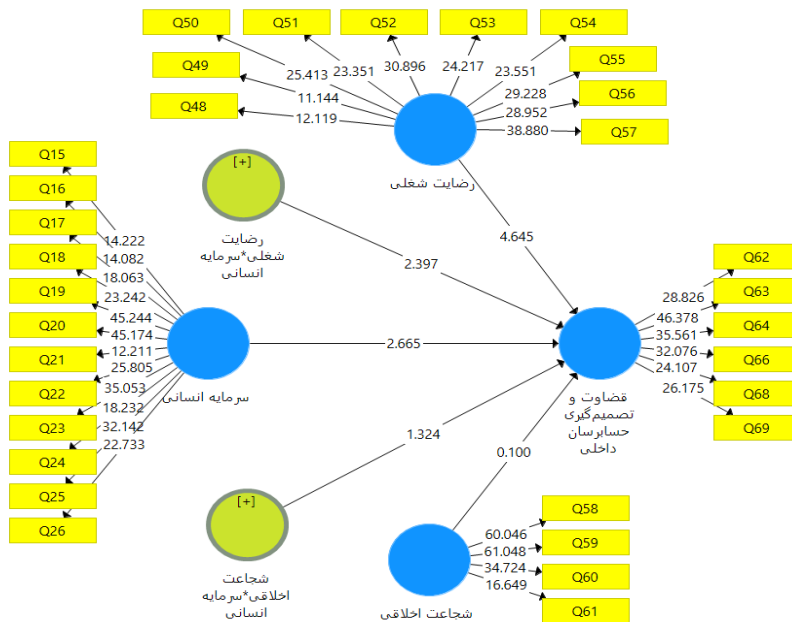 Q50
Q51
Q52
Q53
Q54
Q49
Q55
Q48
Q56
Q57
25.413
23.351
30.896
24.217
23.551
11.144
29.228
12.119
28.952
38.880
رضایت شغلی
[+]
رضایت
شغلی*سرمایه
انسانی
4.645
2.397
Q15
Q16
Q17
Q18
Q19
Q20
Q21
Q22
Q23
Q24
Q25
Q26
14.222
14.082
18.063
23.242
45.244
45.174
12.211
25.805
35.053
18.232
32.142
22.733
سرمایه انسانی
2.665
قضاوت و
تصمیم‌گیری
حسابرسان
داخلی
Q62
Q63
Q64
Q66
Q68
Q69
28.826
46.378
35.561
32.076
24.107
26.175
1.324
0.100
[+]
شجاعت
اخلاقی*سرمایه
انسانی
شجاعت اخلاقی
60.046
61.048
34.724
16.649
Q58
Q59
Q60
Q61